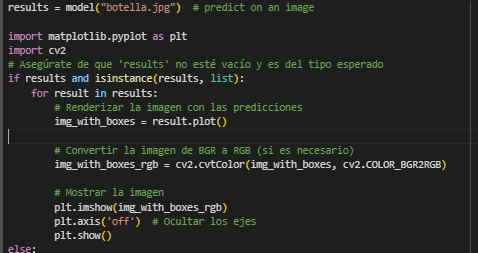 results = model("botella.jpg")  # predict on an image

import matplotlib.pyplot as plt
import cv2
# Asegúrate de que 'results' no esté vacío y es del tipo esperado
if results and isinstance(results, list):
    for result in results:
        # Renderizar la imagen con las predicciones
        img_with_boxes = result.plot()

        # Convertir la imagen de BGR a RGB (si es necesario)
        img_with_boxes_rgb = cv2.cvtColor(img_with_boxes, cv2.COLOR_BGR2RGB)

        # Mostrar la imagen
        plt.imshow(img_with_boxes_rgb)
        plt.axis('off')  # Ocultar los ejes
        plt.show()
else: